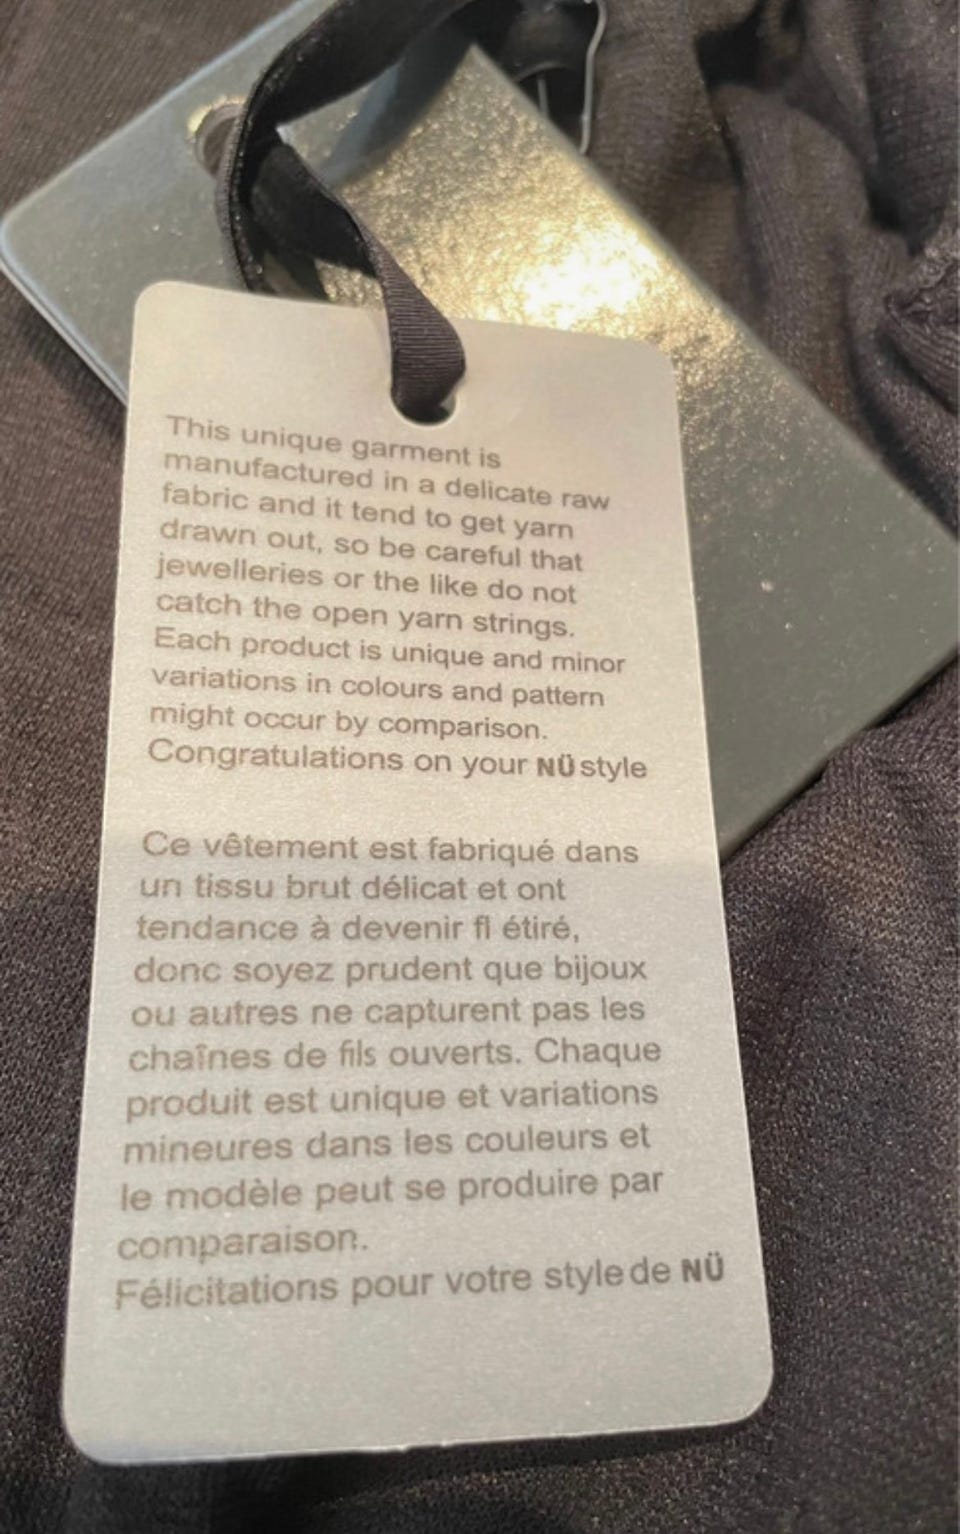 This unique garment is
manufactured in a delicate raw
fabric and it tend to get yarn
drawn out, so be careful that
jewelleries or the like do not
catch the open yarn strings.
Each product is unique and minor
variations in colours and pattern
might occur by comparison.
Congratulations on your NÜ style
Ce vêtement est fabriqué dans
un tissu brut délicat et ont
tendance à devenir fl étiré,
donc soyez prudent que bijoux
ou autres ne capturent pas les
chaînes de fils ouverts. Chaque
produit est unique et variations
mineures dans les couleurs et
le modèle peut se produire par
comparaison.
Félicitations pour votre style de NÜ